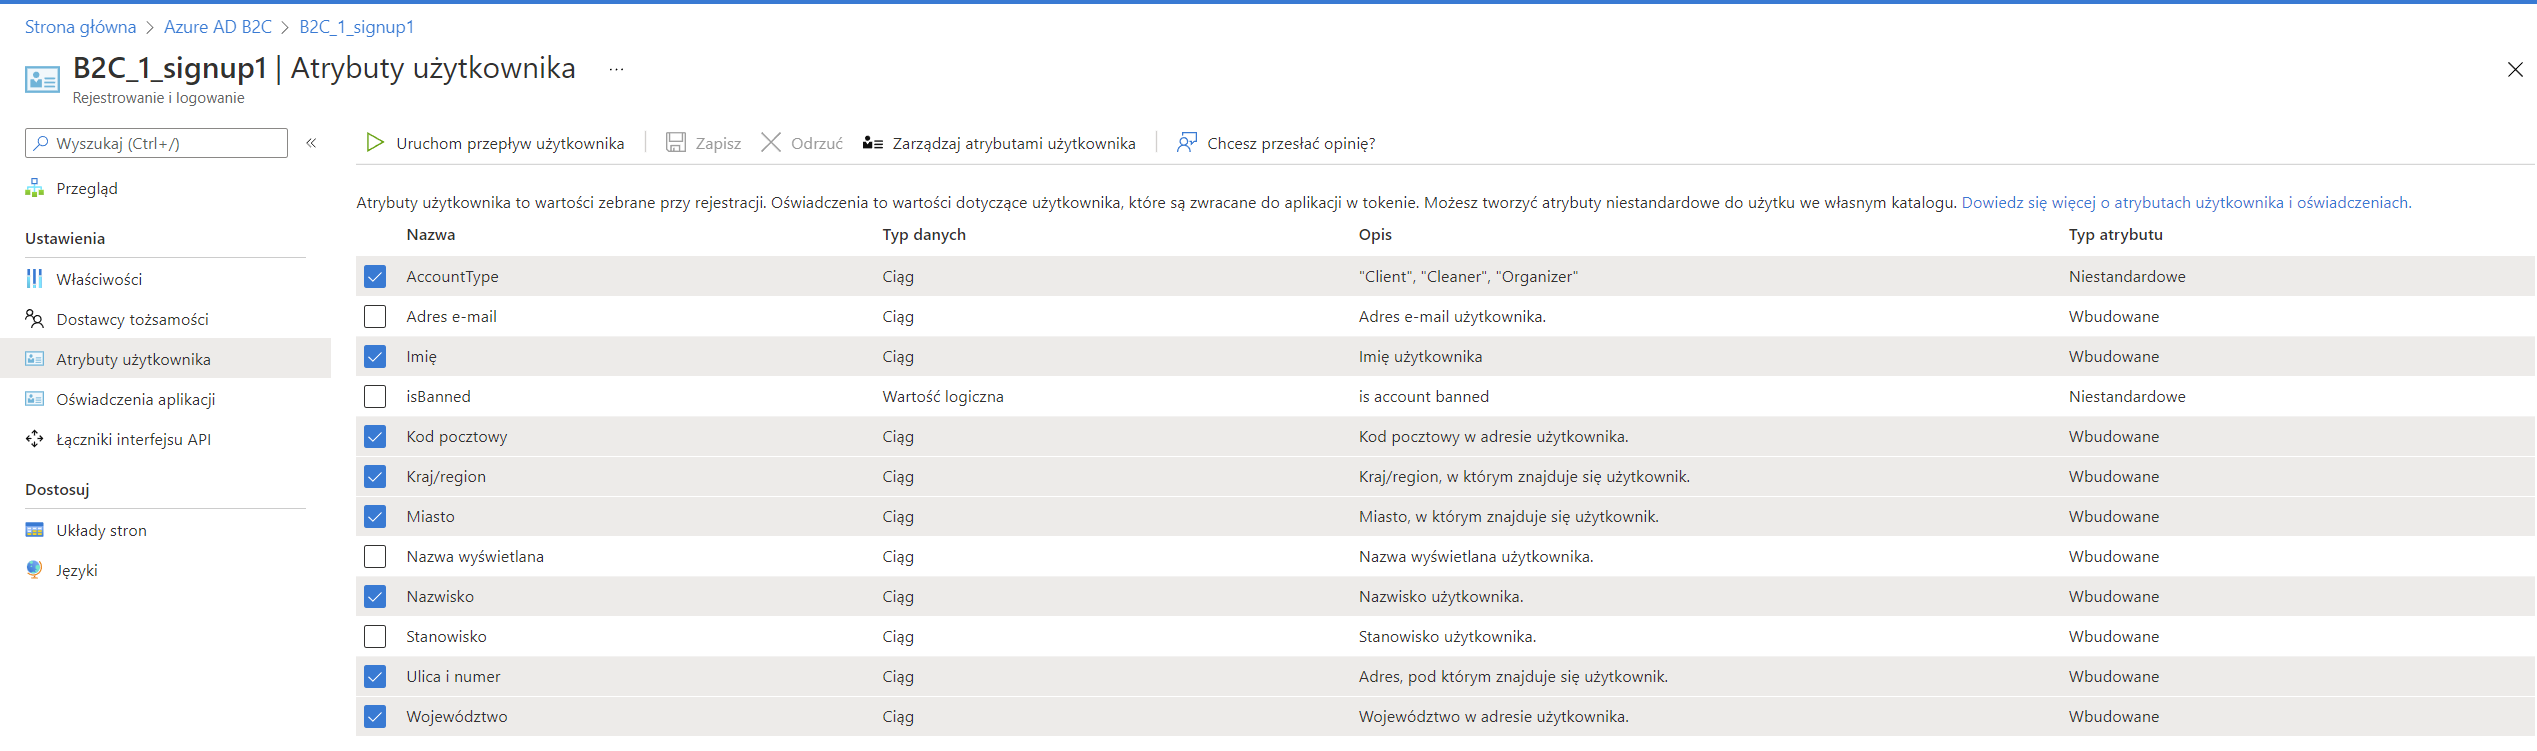 Strona główna > Azure AD B2C > B2C_1_signup1
B2C_1_signup1 | Atrybuty użytkownika ...
Rejestrowanie i logowanie
Wyszukaj (Ctrl+/) «
Przegląd
Ustawienia
Właściwości
Dostawcy tożsamości
Atrybuty użytkownika
Oświadczenia aplikacji
Łączniki interfejsu API
Dostosuj
Układy stron
Języki
Uruchom przepływ użytkownika Zapisz Odrzuć Zarządzaj atrybutami użytkownika Chcesz przesłać opinię?
Atrybuty użytkownika to wartości zebrane przy rejestracji. Oświadczenia to wartości dotyczące użytkownika, które są zwracane do aplikacji w tokenie. Możesz tworzyć atrybuty niestandardowe do użytku we własnym katalogu. Dowiedz się więcej o atrybutach użytkownika i oświadczeniach.
Nazwa Typ danych Opis Typ atrybutu
AccountType Ciąg "Client", "Cleaner", "Organizer" Niestandardowe
Adres e-mail Ciąg Adres e-mail użytkownika. Wbudowane
Imię Ciąg Imię użytkownika Wbudowane
isBanned Wartość logiczna is account banned Niestandardowe
Kod pocztowy Ciąg Kod pocztowy w adresie użytkownika. Wbudowane
Kraj/region Ciąg Kraj/region, w którym znajduje się użytkownik. Wbudowane
Miasto Ciąg Miasto, w którym znajduje się użytkownik. Wbudowane
Nazwa wyświetlana Ciąg Nazwa wyświetlana użytkownika. Wbudowane
Nazwisko Ciąg Nazwisko użytkownika. Wbudowane
Stanowisko Ciąg Stanowisko użytkownika. Wbudowane
Ulica i numer Ciąg Adres, pod którym znajduje się użytkownik. Wbudowane
Województwo Ciąg Województwo w adresie użytkownika. Wbudowane